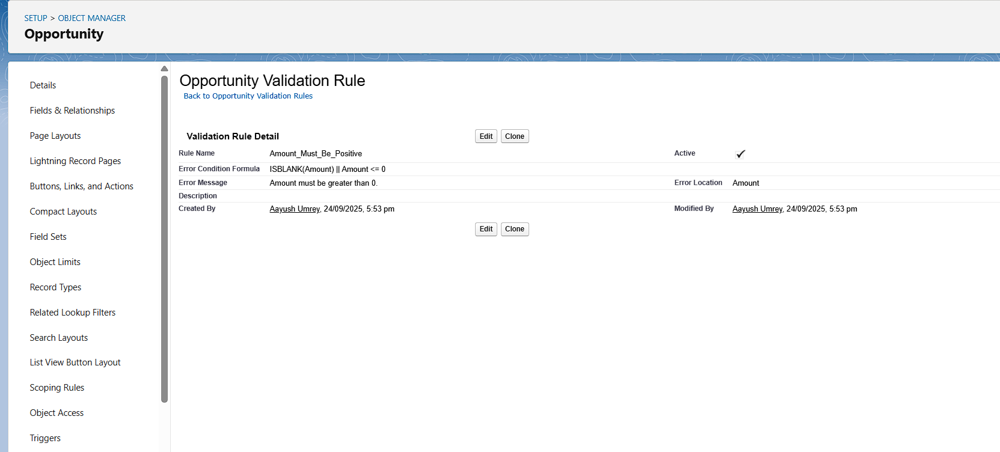 SETUP > OBJECT MANAGER
Opportunity
Details
Fields & Relationships
Page Layouts
Lightning Record Pages
Buttons, Links, and Actions
Compact Layouts
Field Sets
Object Limits
Record Types
Related Lookup Filters
Search Layouts
List View Button Layout
Scoping Rules
Object Access
Triggers
Opportunity Validation Rule
Back to Opportunity Validation Rules
Validation Rule Detail Edit Clone
Rule Name Amount_Must_Be_Positive Active
Error Condition Formula ISBLANK(Amount) || Amount <= 0
Error Message Amount must be greater than 0. Error Location Amount
Description
Created By Aayush Umrey, 24/09/2025, 5:53 pm Modified By Aayush Umrey, 24/09/2025, 5:53 pm
Edit Clone